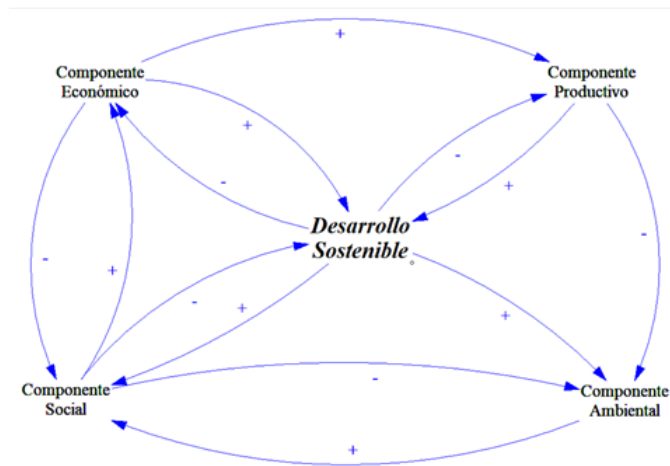 +
Componente
Económico
Componente
Productivo
+
-
-
+
Desarrollo
Sostenible
-
-
+
-
+
+
Componente
Social
-
Componente
Ambiental
+